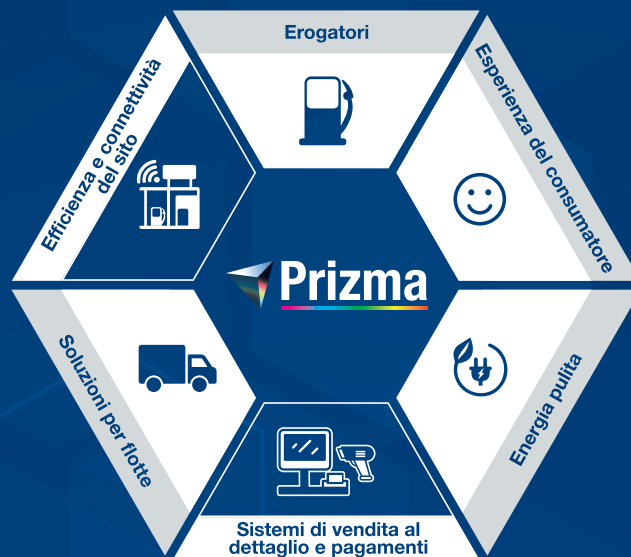 Erogatori
Esperienza del consumatore
Efficienza e connettività
del sito
Prizma
Soluzioni per flotte
Energia pulita
Sistemi di vendita al
dettaglio e pagamenti